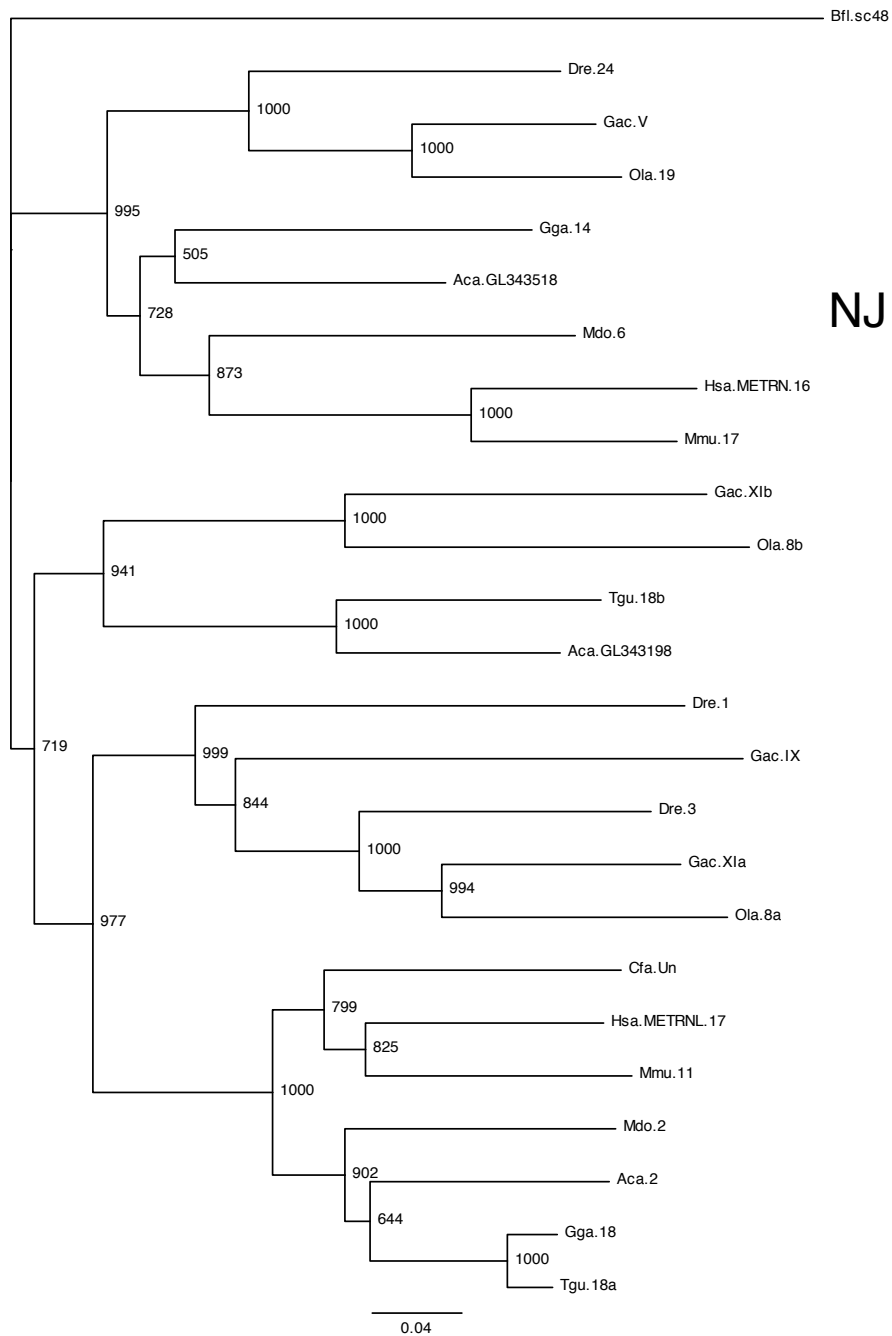 Bfl.sc48
Dre.24
1000
Gac.V
1000
Ola.19
995
Gga.14
505
Aca.GL343518
NJ
728
Mdo.6
873
Hsa.METRN.16
1000
Mmu.17
Gac.XIb
1000
Ola.8b
941
Tgu.18b
1000
Aca.GL343198
Dre.1
719
999
Gac.IX
844
Dre.3
1000
Gac.XIa
994
Ola.8a
977
Cfa.Un
799
Hsa.METRNL.17
825
Mmu.11
1000
Mdo.2
902
Aca.2
644
Gga.18
1000
Tgu.18a
0.04